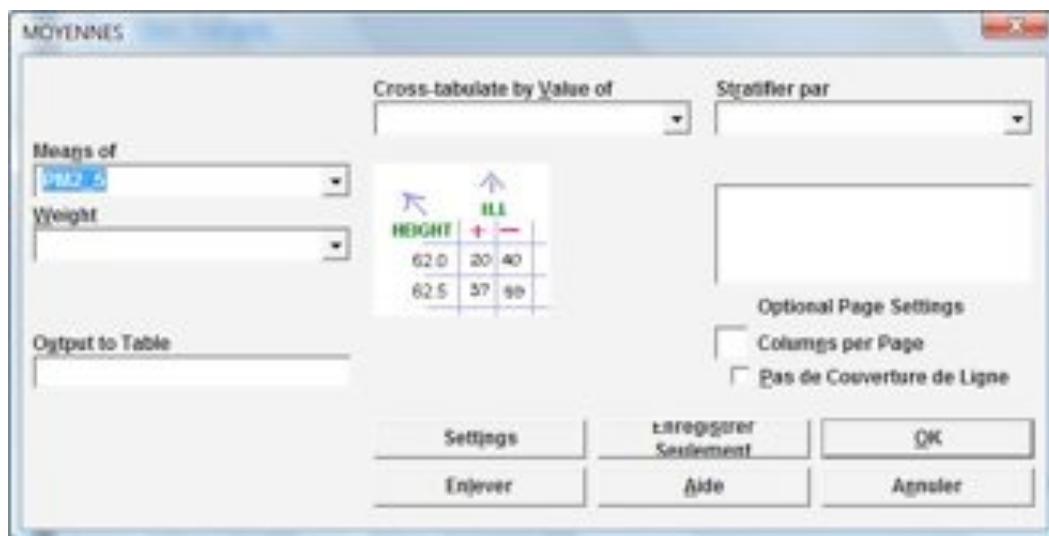 MOYENNES
Cross-tabulate by Value of
Stratifier par
Means of
PM2_5
Weight
ILL
HEIGHT + −
62.0 20 40
62.5 37
Optional Page Settings
Output to Table
Columns per Page
Pas de Couverture de Ligne
Settings
Enregistrer Seulement
OK
Enlever
Aide
Annuler